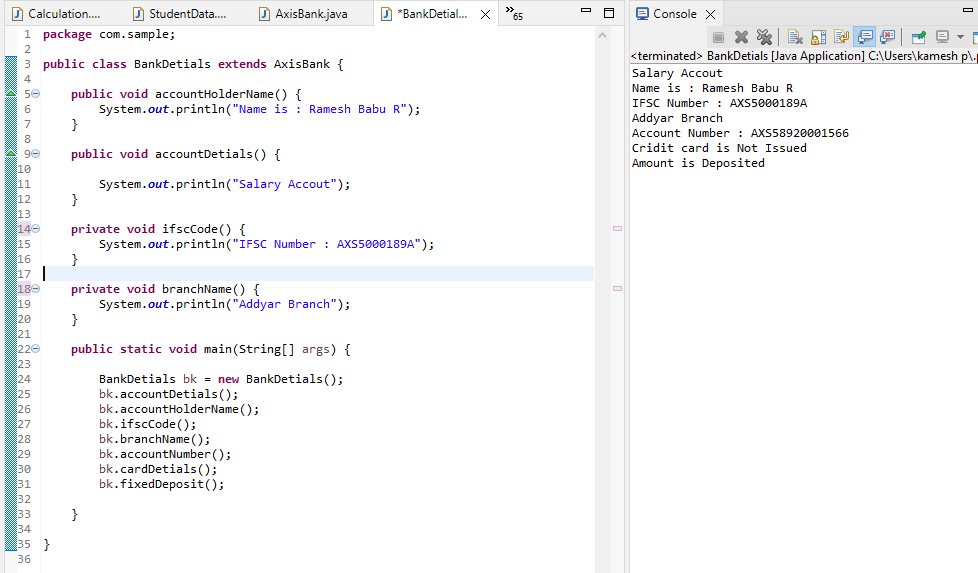 Calculation.... StudentData.... AxisBank.java *BankDetial... »65
1 package com.sample;
2
3 public class BankDetials extends AxisBank {
4
5 public void accountHolderName() {
6 System.out.println("Name is : Ramesh Babu R");
7 }
8
9 public void accountDetials() {
10
11 System.out.println("Salary Accout");
12 }
13
14 private void ifscCode() {
15 System.out.println("IFSC Number : AXS5000189A");
16 }
17
18 private void branchName() {
19 System.out.println("Addyar Branch");
20 }
21
22 public static void main(String[] args) {
23
24 BankDetials bk = new BankDetials();
25 bk.accountDetials();
26 bk.accountHolderName();
27 bk.ifscCode();
28 bk.branchName();
29 bk.accountNumber();
30 bk.cardDetials();
31 bk.fixedDeposit();
32
33 }
34
35 }
36
Console
<terminated> BankDetials [Java Application] C:\Users\kamesh p\.p
Salary Accout
Name is : Ramesh Babu R
IFSC Number : AXS5000189A
Addyar Branch
Account Number : AXS58920001566
Cridit card is Not Issued
Amount is Deposited